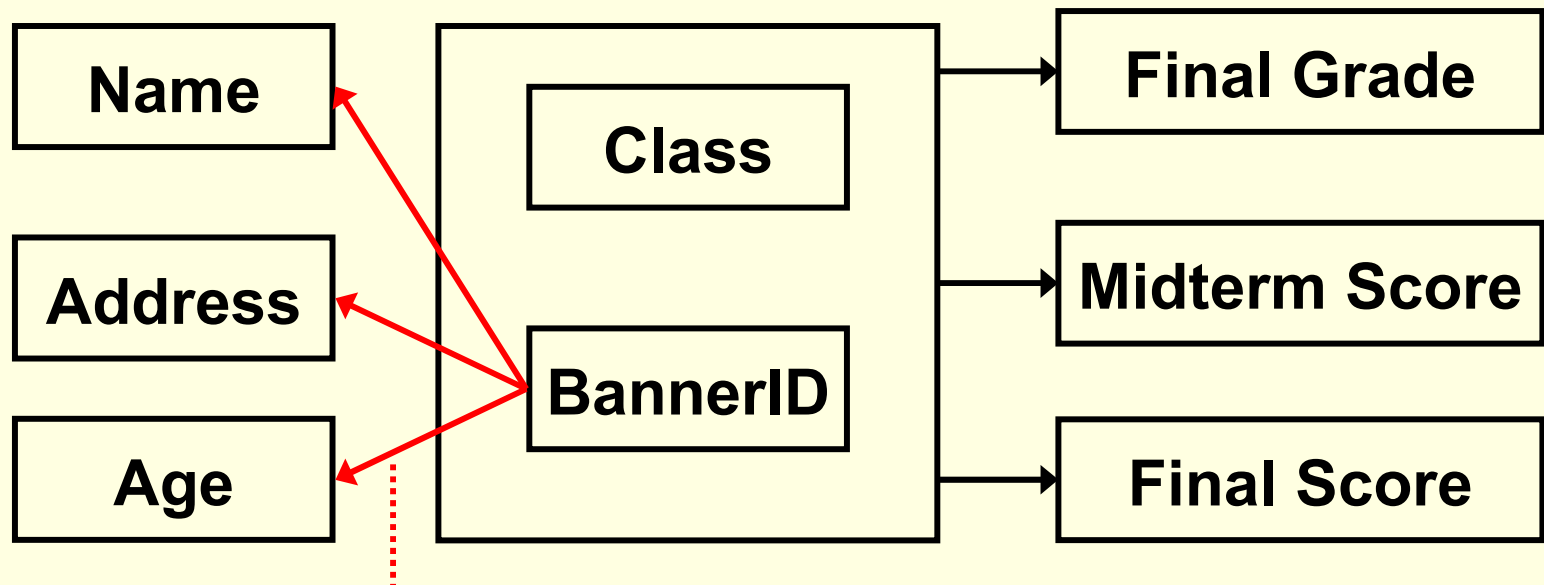 Name
Address
Age
Class
BannerID
Final Grade
Midterm Score
Final Score